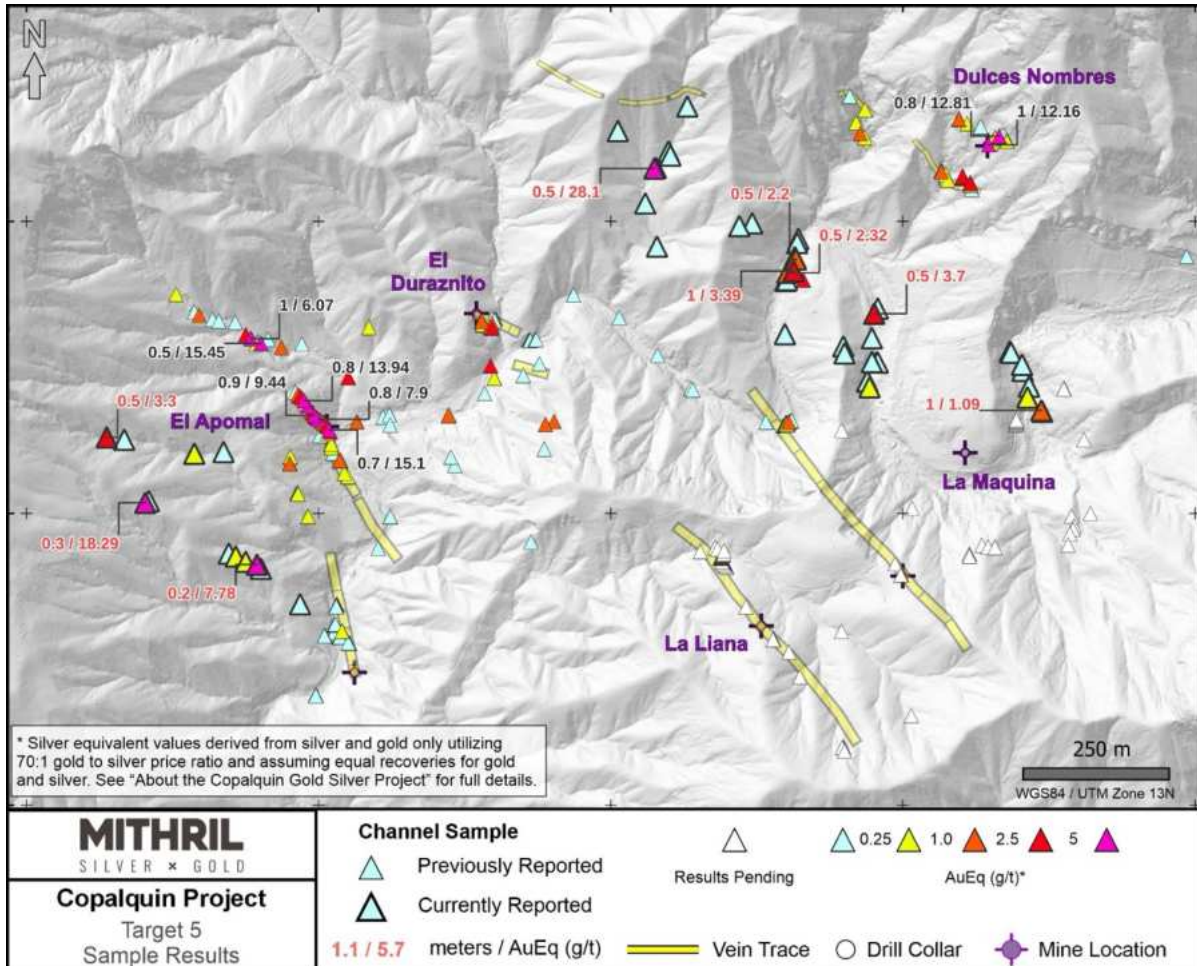 N
Dulces Nombres
0.8 / 12.81
1 / 12.16
0.5 / 28.1
0.5 / 2.2
0.5 / 2.32
El
Duraznito
1 / 3.39
0.5 / 3.7
1 / 6.07
0.5 / 15.45
0.8 / 13.94
0.9 / 9.44
0.8 / 7.9
0.5 / 3.3
El Apomal
1 / 1.09
0.7 / 15.1
La Maquina
0.3 / 18.29
0.2 / 7.78
La Liana
* Silver equivalent values derived from silver and gold only utilizing
70:1 gold to silver price ratio and assuming equal recoveries for gold
and silver. See "About the Copalquin Gold Silver Project" for full details.
250 m
WGS84 / UTM Zone 13N
MITHRIL
SILVER × GOLD
Copalquin Project
Target 5
Sample Results
Channel Sample
Previously Reported
Currently Reported
1.1 / 5.7 meters / AuEq (g/t)
Results Pending
0.25 1.0 2.5 5
AuEq (g/t)*
Vein Trace
Drill Collar
Mine Location